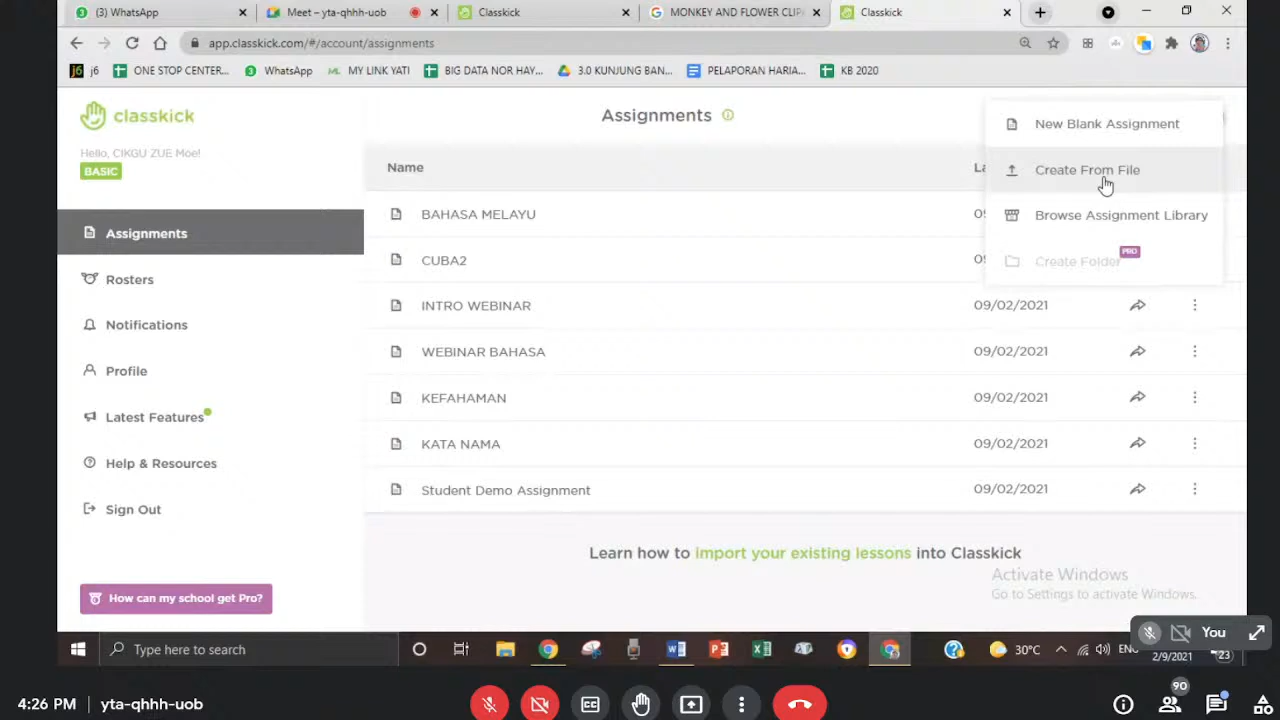 (3) WhatsApp
Meet – yta-qhhh-uob
Classkick
MONKEY AND FLOWER CLIP
Classkick
app.classkick.com/#/account/assignments
j6
ONE STOP CENTER...
WhatsApp
MY LINK YATI
BIG DATA NOR HAY...
3.0 KUNJUNG BAN...
PELAPORAN HARIA...
KB 2020
classkick
Hello, CIKGU ZUE Moe!
BASIC
Assignments
Rosters
Notifications
Profile
Latest Features
Help & Resources
Sign Out
How can my school get Pro?
Assignments
New Blank Assignment
Create From File
Browse Assignment Library
Create Folder
PRO
Name
BAHASA MELAYU
CUBA2
INTRO WEBINAR 09/02/2021
WEBINAR BAHASA 09/02/2021
KEFAHAMAN 09/02/2021
KATA NAMA 09/02/2021
Student Demo Assignment 09/02/2021
Learn how to import your existing lessons into Classkick
Activate Windows
Go to Settings to activate Windows.
You
Type here to search
30°C
ENG
2/9/2021
23
4:26 PM | yta-qhhh-uob
90